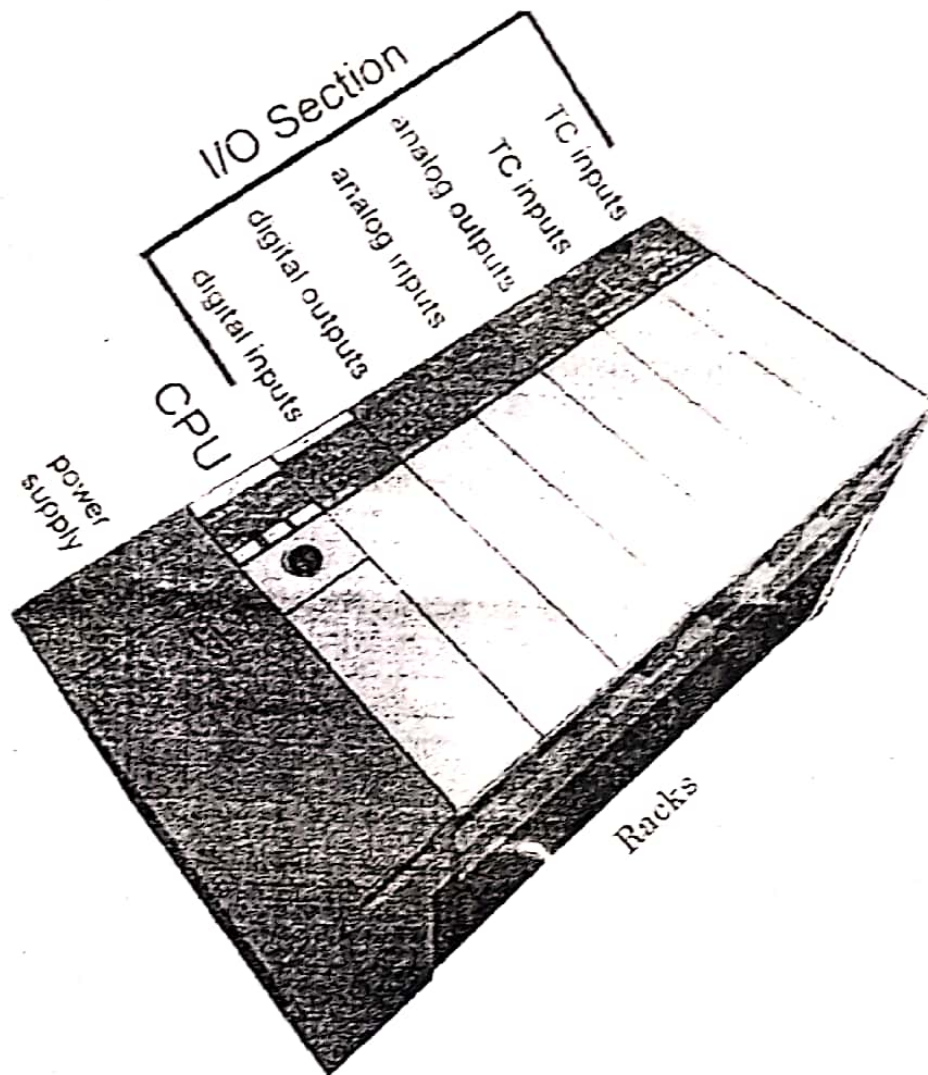 I/O Section
power
supply
CPU
digital inputs
digital outputs
analog inputs
analog outputs
TC inputs
TC inputs
Racks